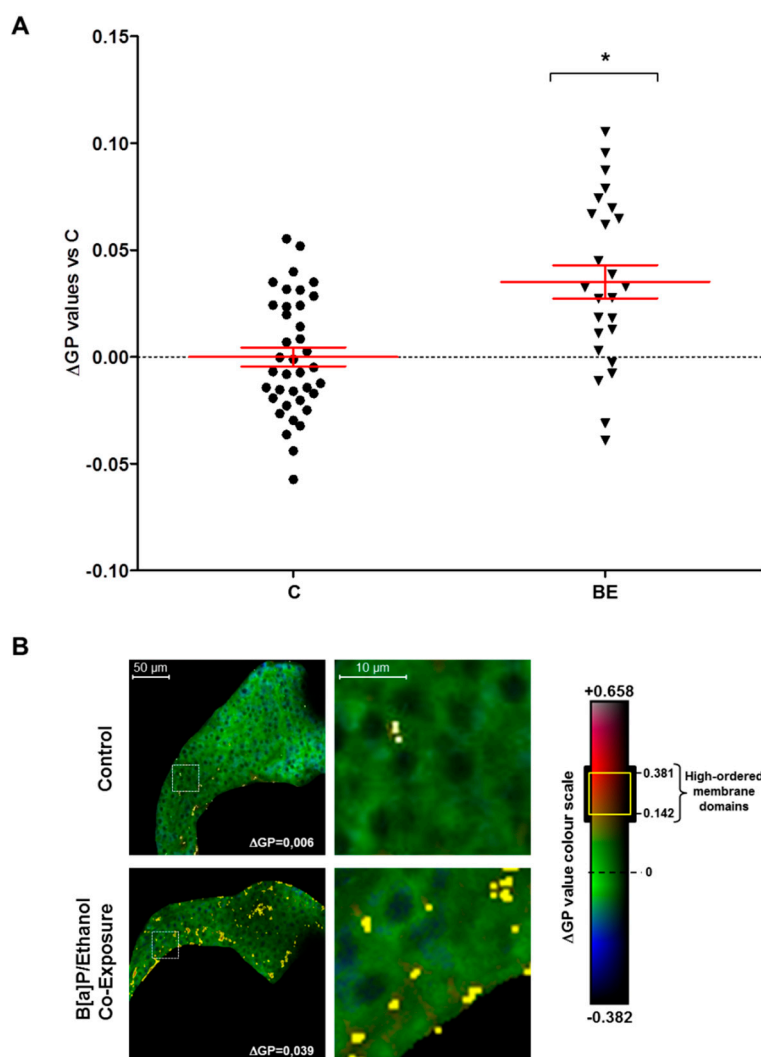 A
0.15
*
0.10
0.05
0.00
-0.05
-0.10
ΔGP values vs C
C
BE
B
50 µm
10 µm
Control
ΔGP=0,006
B[a]P/Ethanol
Co-Exposure
ΔGP=0,039
+0.658
0.381
0.142
High-ordered
membrane
domains
0
-0.382
ΔGP value colour scale